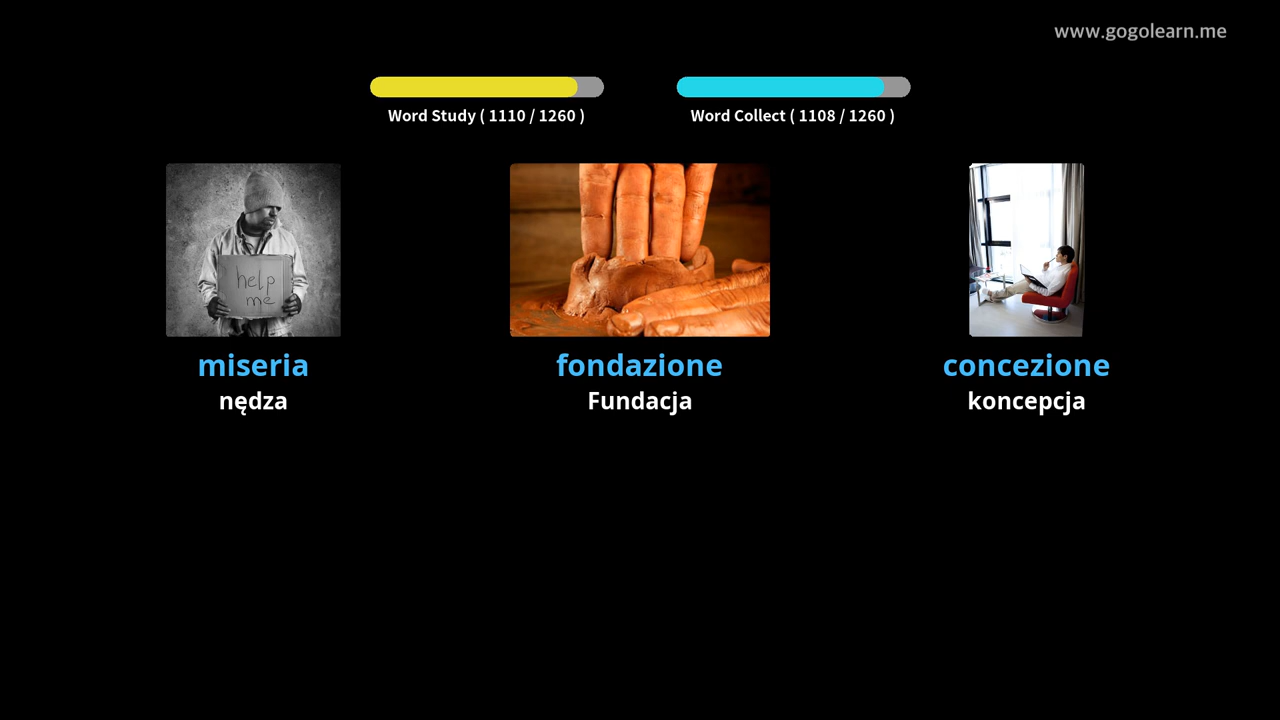 www.gogolearn.me
Word Study ( 1110 / 1260 )
Word Collect ( 1108 / 1260 )
help
me
miseria
fondazione
concezione
nędza
Fundacja
koncepcja